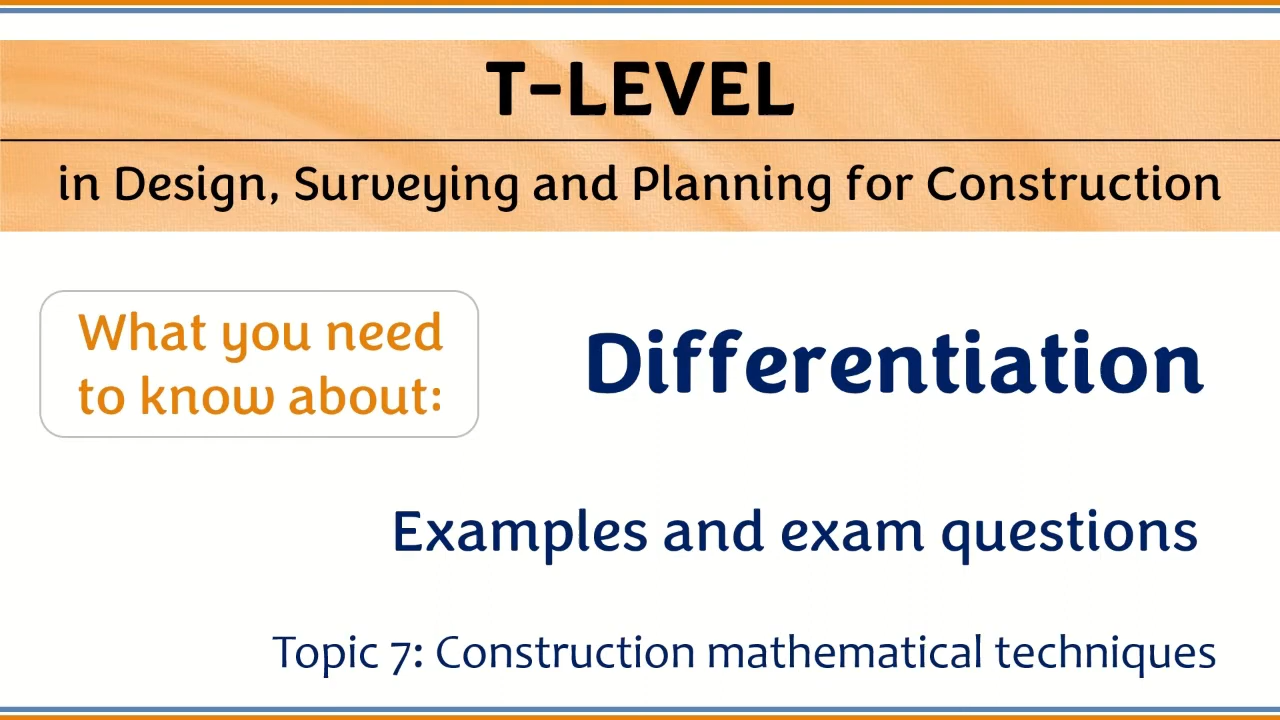 T-LEVEL
in Design, Surveying and Planning for Construction
What you need
to know about:
Differentiation
Examples and exam questions
Topic 7: Construction mathematical techniques